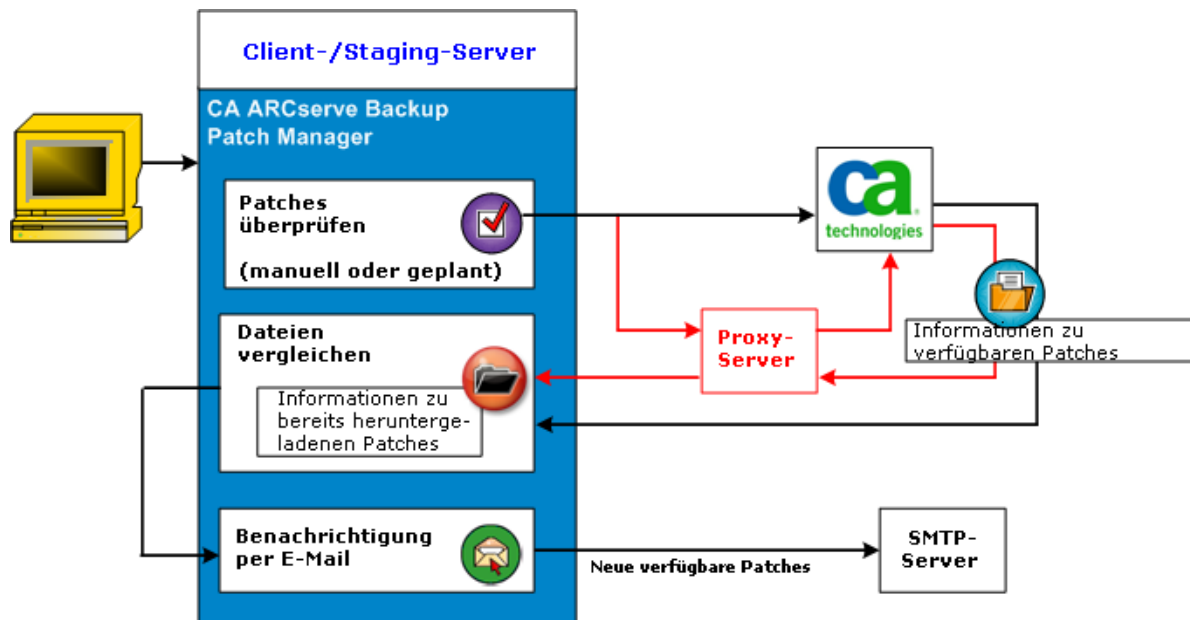 Client-/Staging-Server
CA ARCserve Backup
Patch Manager
Patches
überprüfen
(manuell oder geplant)
ca
technologies
Informationen zu
verfügbaren Patches
Proxy-
Server
Dateien
vergleichen
Informationen zu
bereits herunterge-
ladenen Patches
Benachrichtigung
per E-Mail
Neue verfügbare Patches
SMTP-
Server